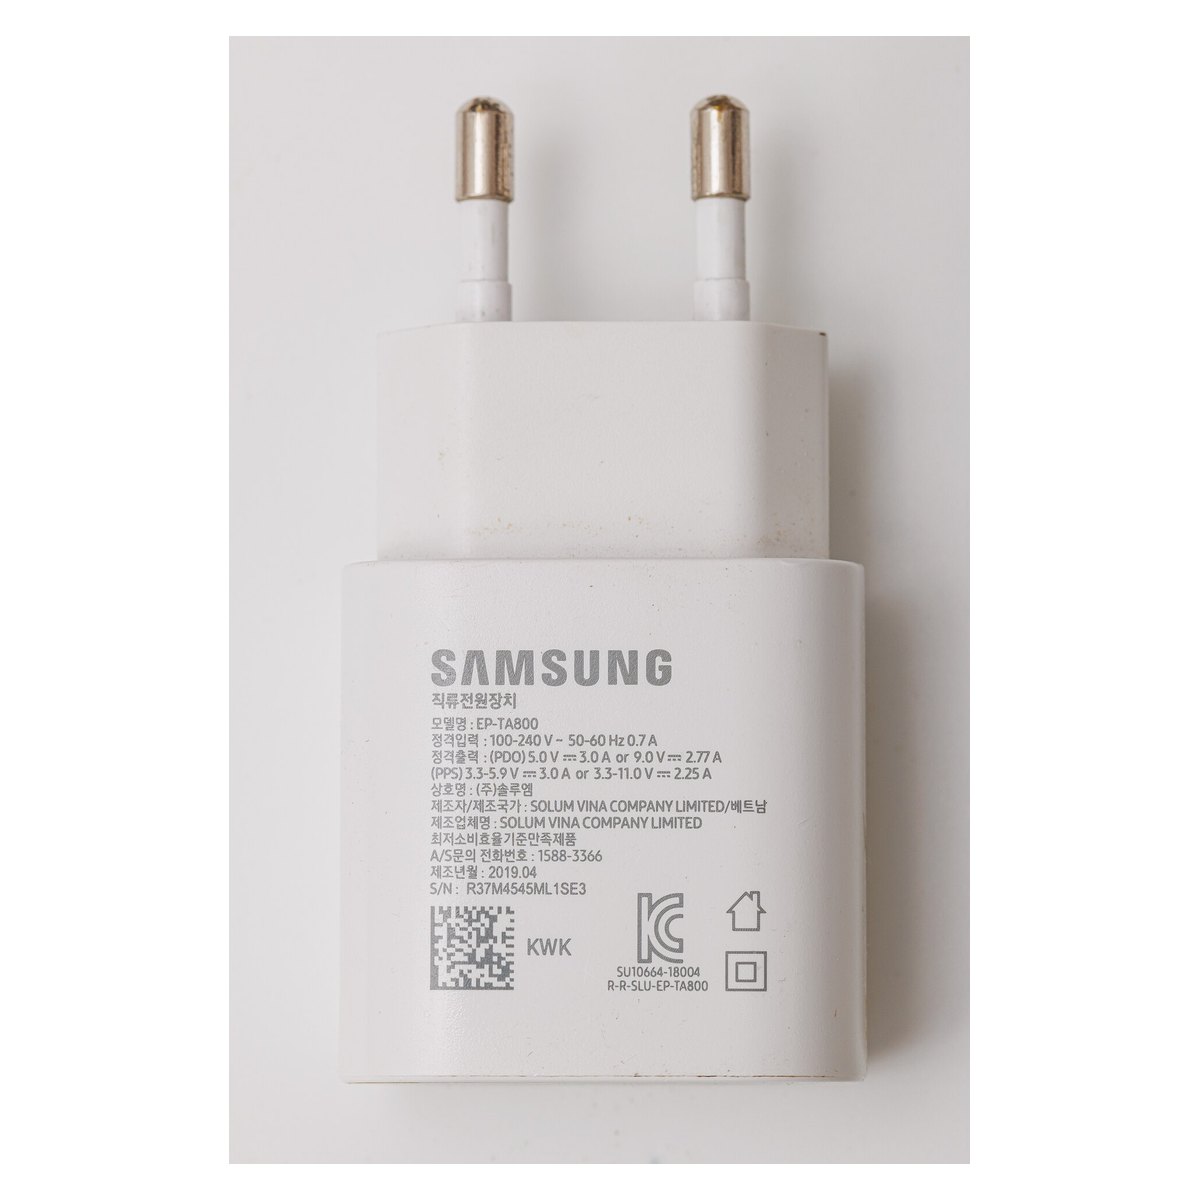 SAMSUNG
직류전원장치
모델명 : EP-TA800
정격입력 : 100-240 V ~ 50-60 Hz 0.7 A
정격출력 : (PDO) 5.0 V ⎓ 3.0 A or 9.0 V ⎓ 2.77 A
(PPS) 3.3-5.9 V ⎓ 3.0 A or 3.3-11.0 V ⎓ 2.25 A
상호명 : (주)솔루엠
제조자/제조국가 : SOLUM VINA COMPANY LIMITED/베트남
제조업체명 : SOLUM VINA COMPANY LIMITED
최저소비효율기준만족제품
A/S문의 전화번호 : 1588-3366
제조년월 : 2019.04
S/N : R37M4545ML1SE3
KWK
KC
SU10664-18004
R-R-SLU-EP-TA800